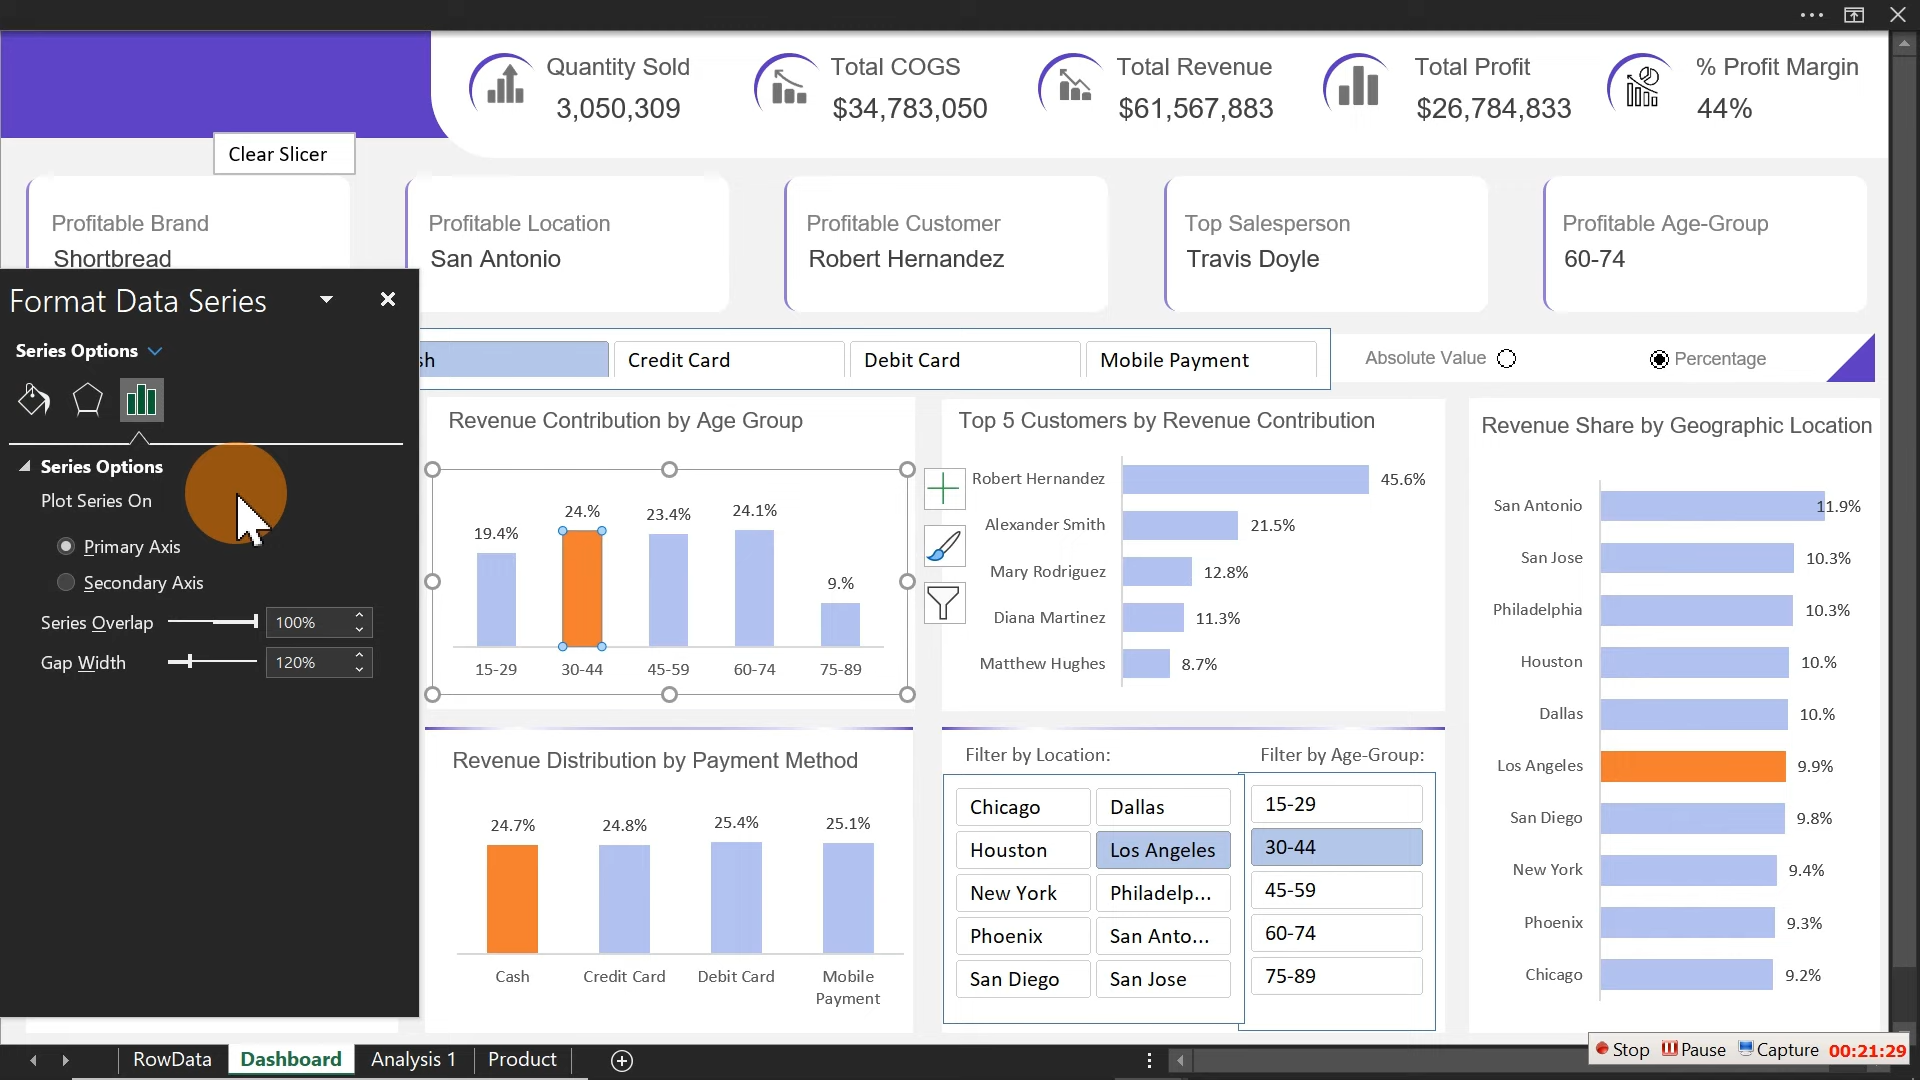 Quantity Sold
3,050,309
Total COGS
$34,783,050
Total Revenue
$61,567,883
Total Profit
$26,784,833
% Profit Margin
44%
Clear Slicer
Profitable Brand
Shortbread
Profitable Location
San Antonio
Profitable Customer
Robert Hernandez
Top Salesperson
Travis Doyle
Profitable Age-Group
60-74
Format Data Series
Series Options
Series Options
Plot Series On
Primary Axis
Secondary Axis
Series Overlap 100%
Gap Width 120%
sh Credit Card Debit Card Mobile Payment
Absolute Value Percentage
Revenue Contribution by Age Group
19.4% 24.% 23.4% 24.1% 9.%
15-29 30-44 45-59 60-74 75-89
Top 5 Customers by Revenue Contribution
Robert Hernandez 45.6%
Alexander Smith 21.5%
Mary Rodriguez 12.8%
Diana Martinez 11.3%
Matthew Hughes 8.7%
Revenue Share by Geographic Location
San Antonio 11.9%
San Jose 10.3%
Philadelphia 10.3%
Houston 10.%
Dallas 10.%
Los Angeles 9.9%
San Diego 9.8%
New York 9.4%
Phoenix 9.3%
Chicago 9.2%
Revenue Distribution by Payment Method
24.7% 24.8% 25.4% 25.1%
Cash Credit Card Debit Card Mobile
Payment
Filter by Location:
Chicago Dallas
Houston Los Angeles
New York Philadelp...
Phoenix San Anto...
San Diego San Jose
Filter by Age-Group:
15-29
30-44
45-59
60-74
75-89
RowData Dashboard Analysis 1 Product
Stop Pause Capture 00:21:29